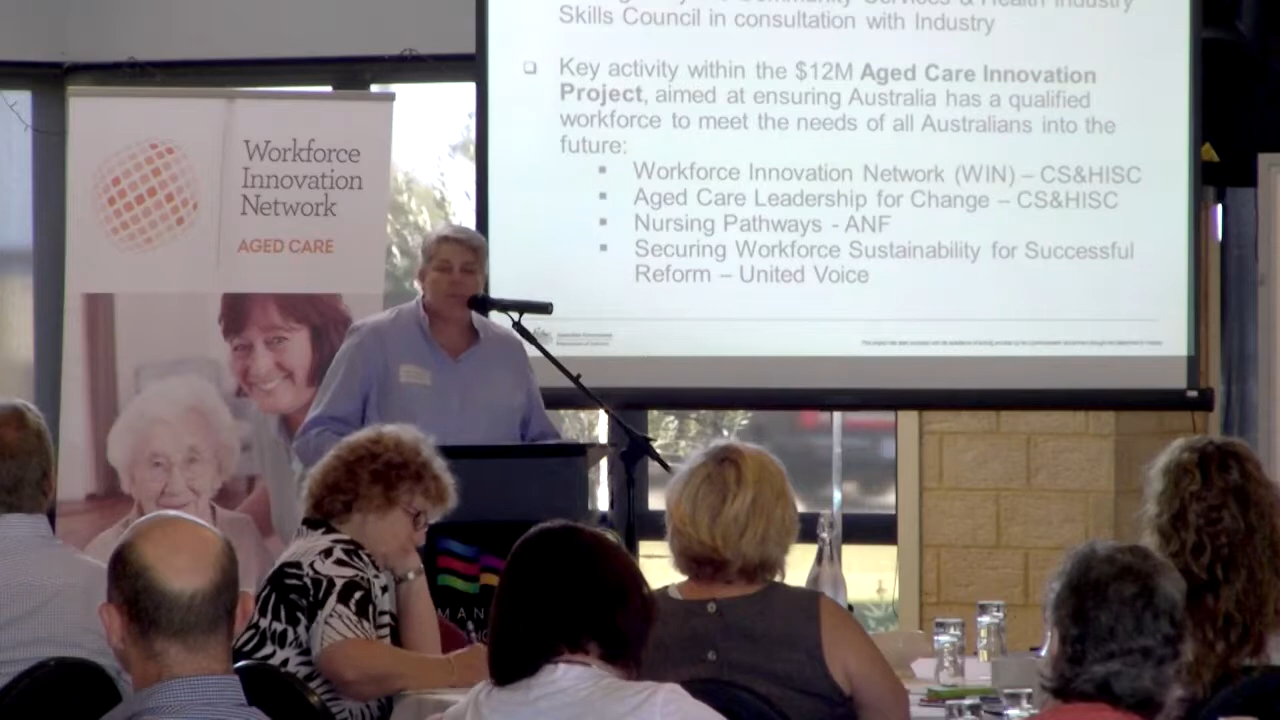 Skills Council in consultation with Industry
Key activity within the $12M Aged Care Innovation
Project, aimed at ensuring Australia has a qualified
workforce to meet the needs of all Australians into the
future:
Workforce Innovation Network (WIN) – CS&HISC
Aged Care Leadership for Change – CS&HISC
Nursing Pathways - ANF
Securing Workforce Sustainability for Successful
Reform – United Voice
Workforce
Innovation
Network
AGED CARE